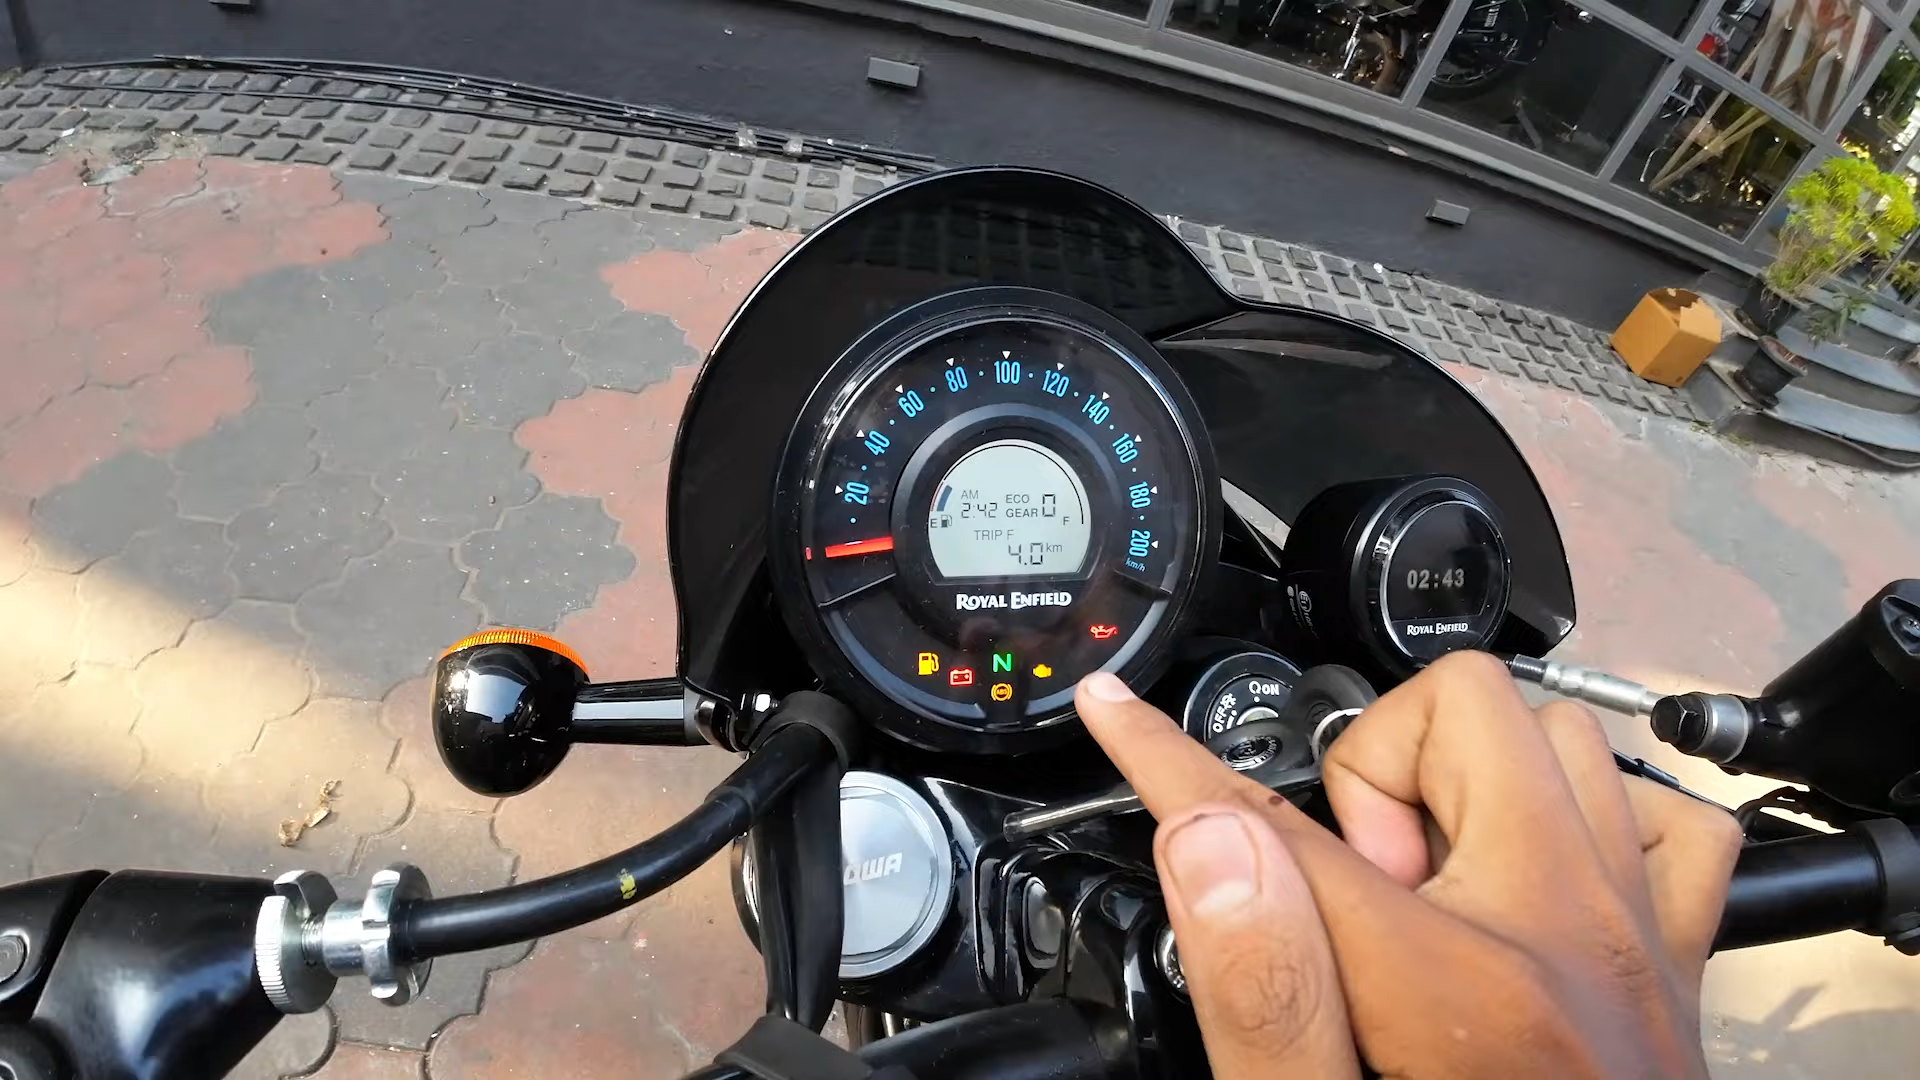 20 40 60 80 100 120 140 160 180 200
km/h
AM ECO 0
2:42 GEAR
E F
TRIP F
4.0 km
ROYAL ENFIELD
N
ABS
02:43
ROYAL ENFIELD
ON
OFF
OWA